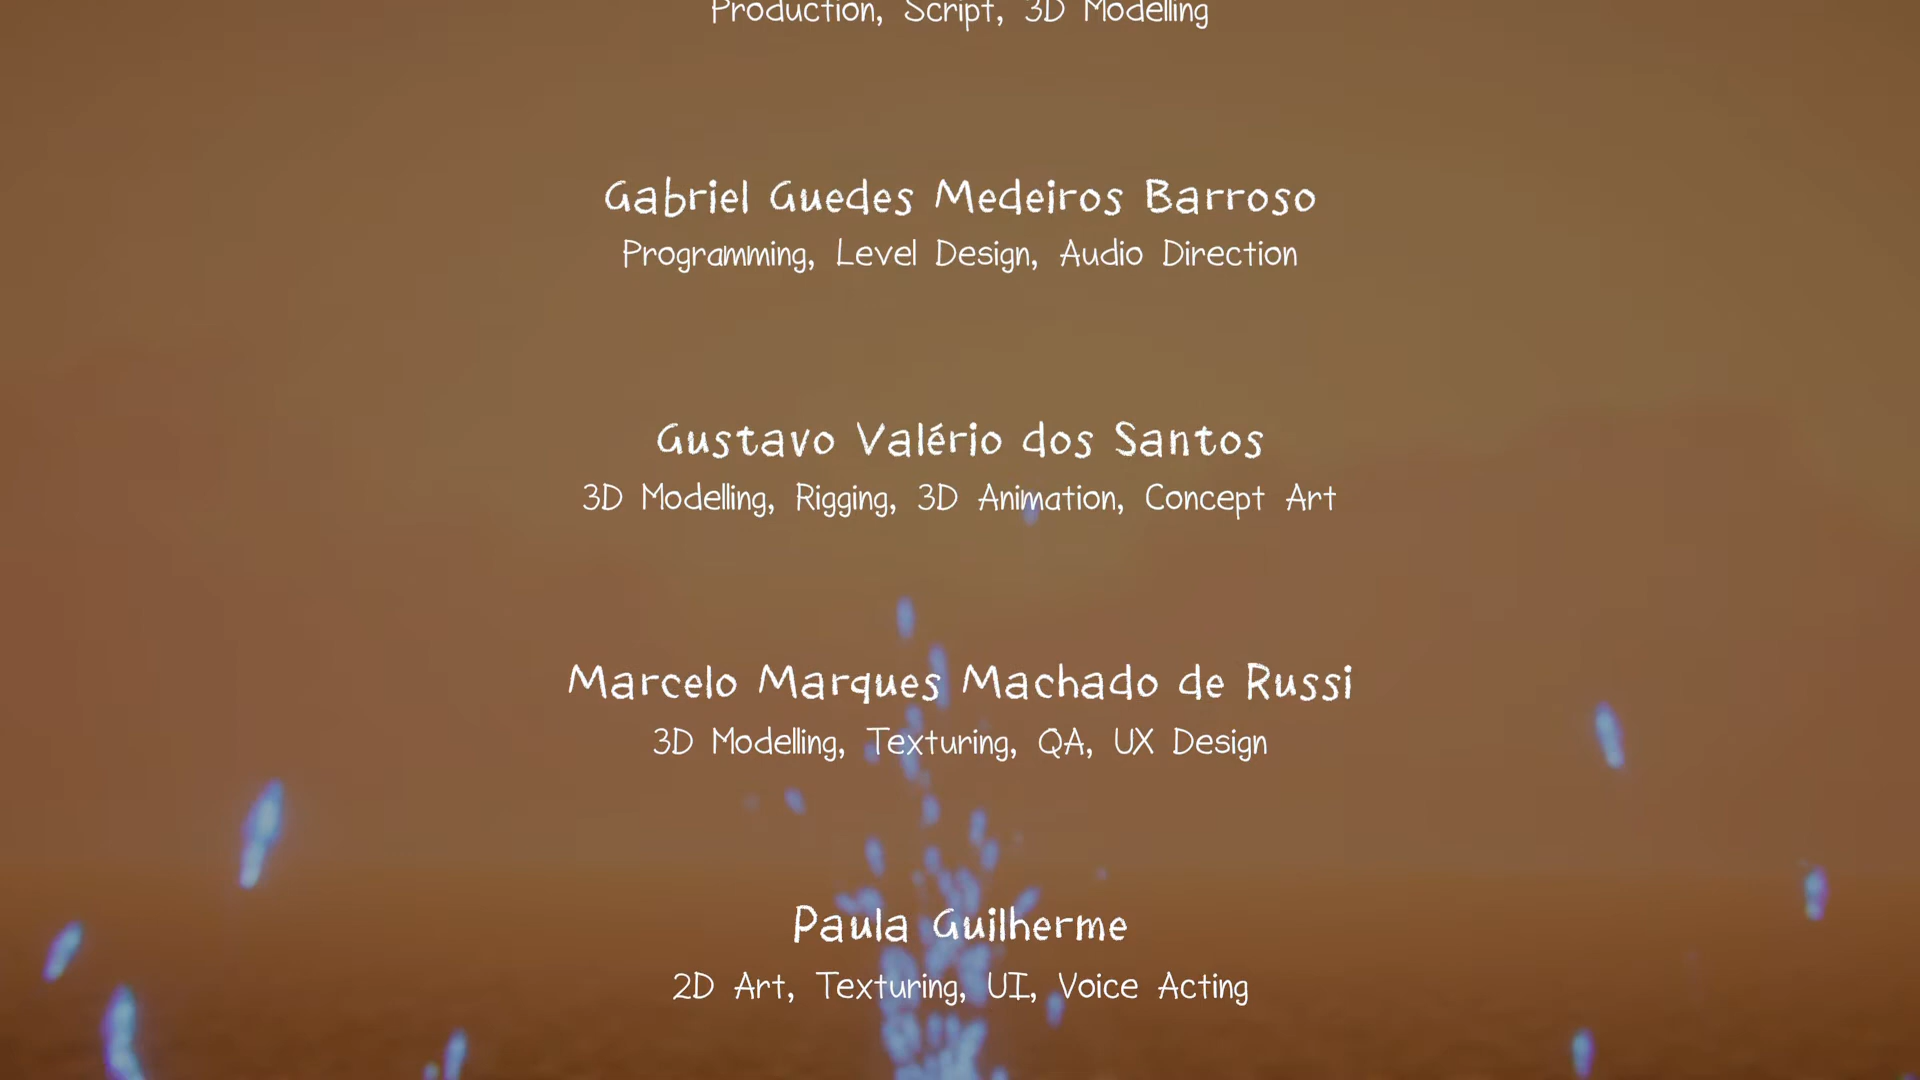 Production, Script, 3D Modelling
Gabriel Guedes Medeiros Barroso
Programming, Level Design, Audio Direction
Gustavo Valério dos Santos
3D Modelling, Rigging, 3D Animation, Concept Art
Marcelo Marques Machado de Russi
3D Modelling, Texturing, QA, UX Design
Paula Guilherme
2D Art, Texturing, UI, Voice Acting